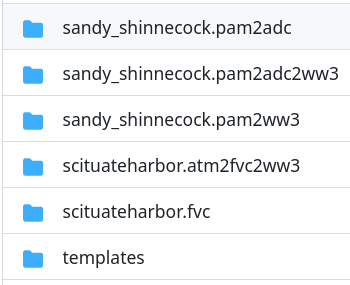 sandy_shinnecock.pam2adc
sandy_shinnecock.pam2adc2ww3
sandy_shinnecock.pam2ww3
scituateharbor.atm2fvc2ww3
scituateharbor.fvc
templates